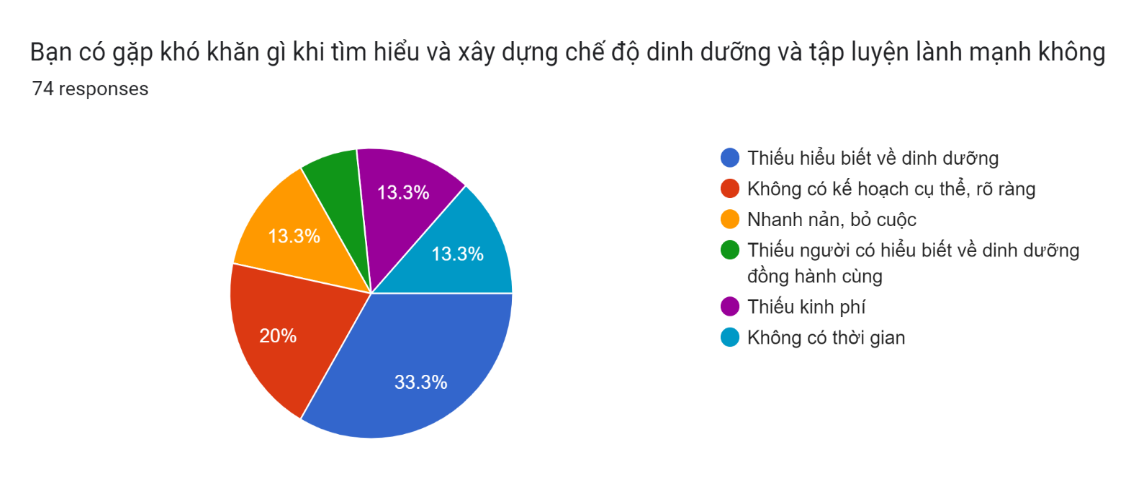 Bạn có gặp khó khăn gì khi tìm hiểu và xây dựng chế độ dinh dưỡng và tập luyện lành mạnh không
74 responses
13.3%
13.3%
13.3%
20%
33.3%
Thiếu hiểu biết về dinh dưỡng
Không có kế hoạch cụ thể, rõ ràng
Nhanh nản, bỏ cuộc
Thiếu người có hiểu biết về dinh dưỡng
đồng hành cùng
Thiếu kinh phí
Không có thời gian